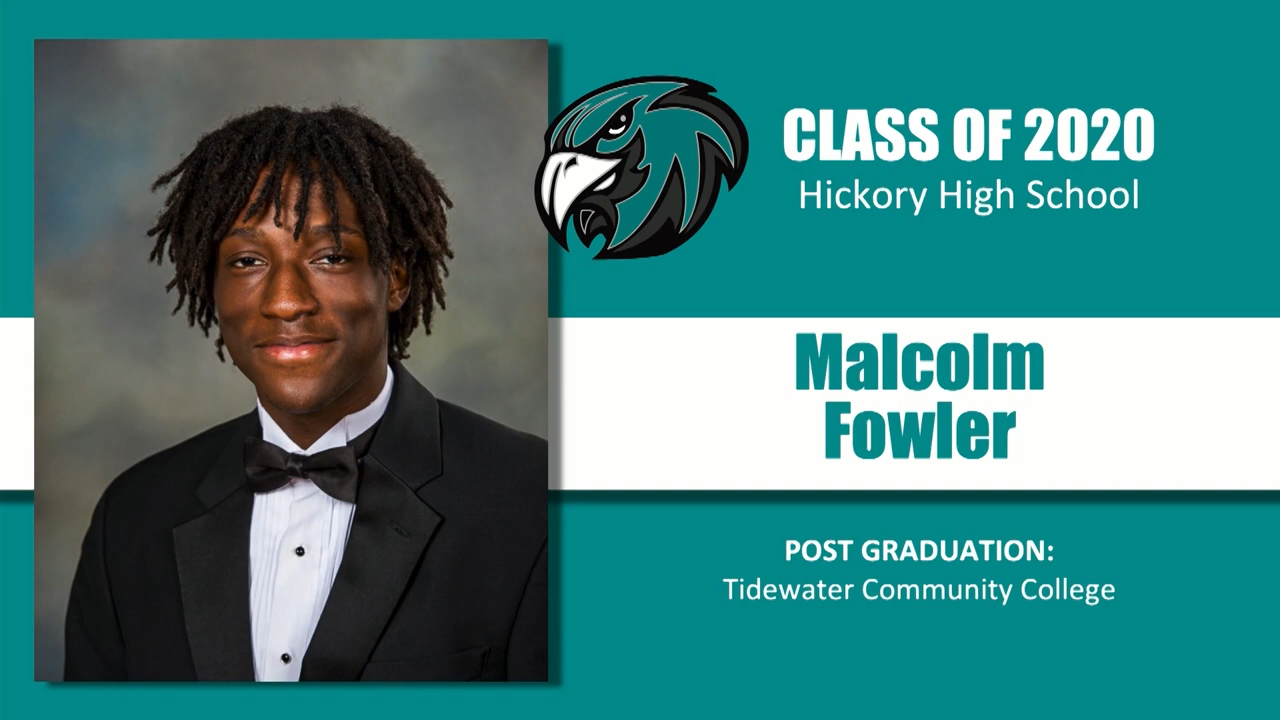 CLASS OF 2020
Hickory High School
Malcolm
Fowler
POST GRADUATION:
Tidewater Community College